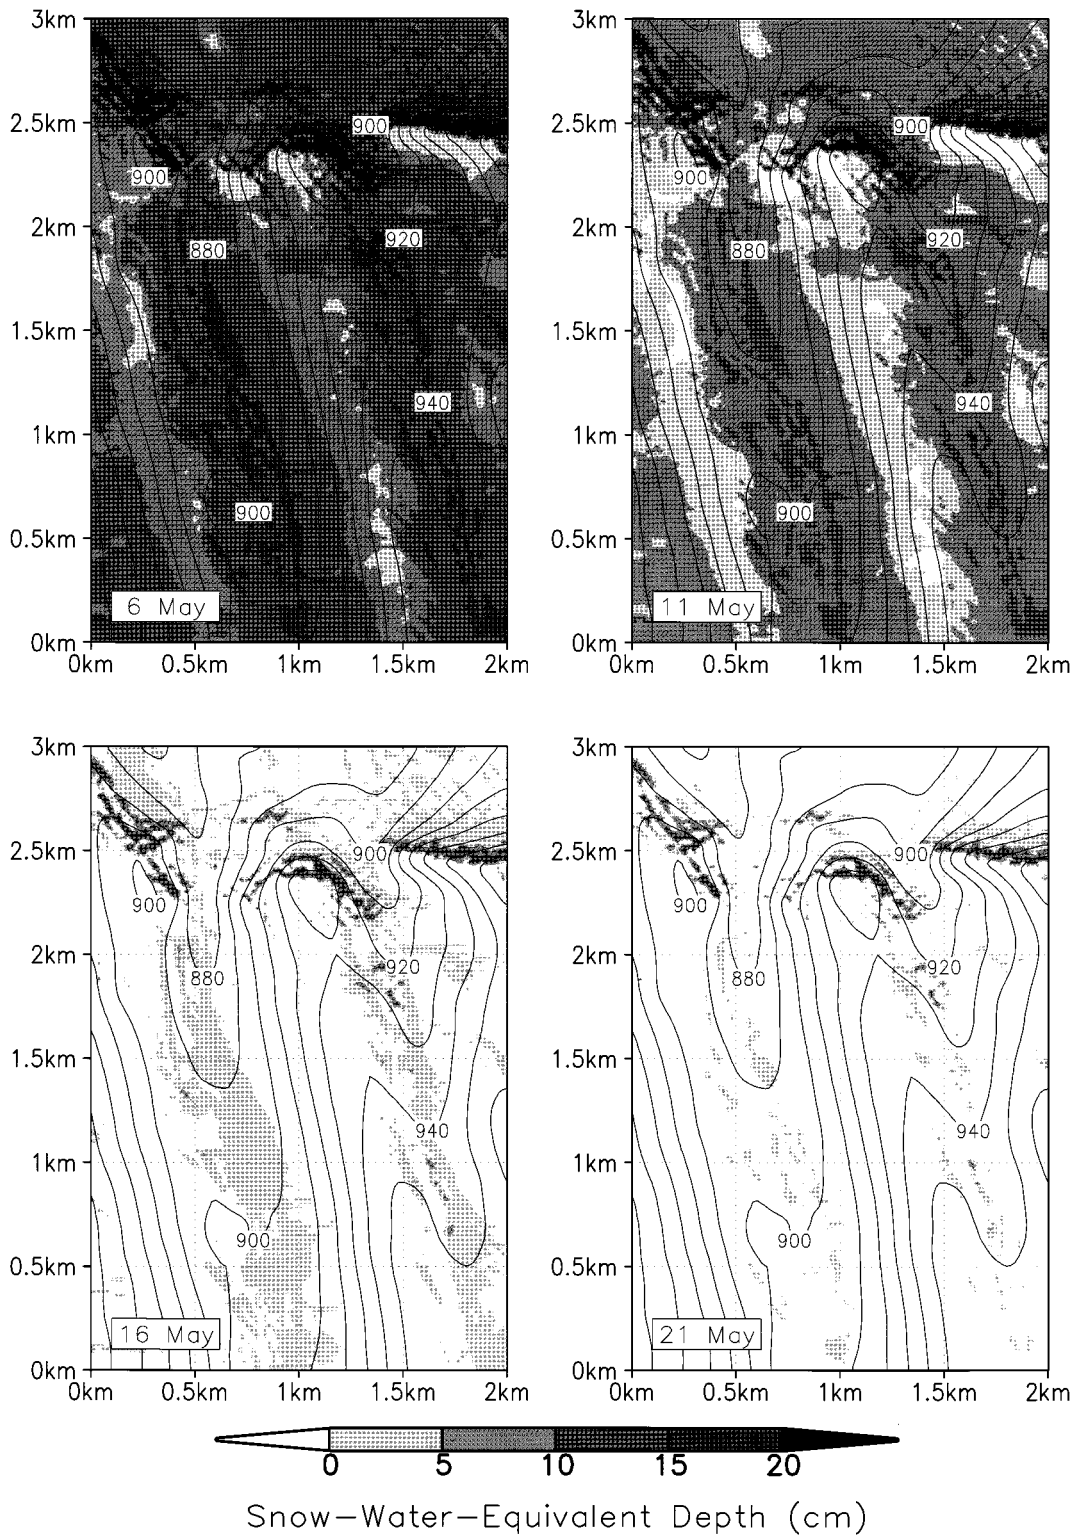 3km 3km
2.5km 900 2.5km 900
900 900
2km 880 920 2km 880 920
1.5km 1.5km
940 940
1km 1km
0.5km 900 0.5km 900
6 May 11 May
0km 0km
0km 0.5km 1km 1.5km 2km 0km 0.5km 1km 1.5km 2km
3km 3km
2.5km 900 2.5km 900
900 900
2km 880 920 2km 880 920
1.5km 1.5km
940 940
1km 1km
0.5km 900 0.5km 900
16 May 21 May
0km 0km
0km 0.5km 1km 1.5km 2km 0km 0.5km 1km 1.5km 2km
0 5 10 15 20
Snow-Water-Equivalent Depth (cm)